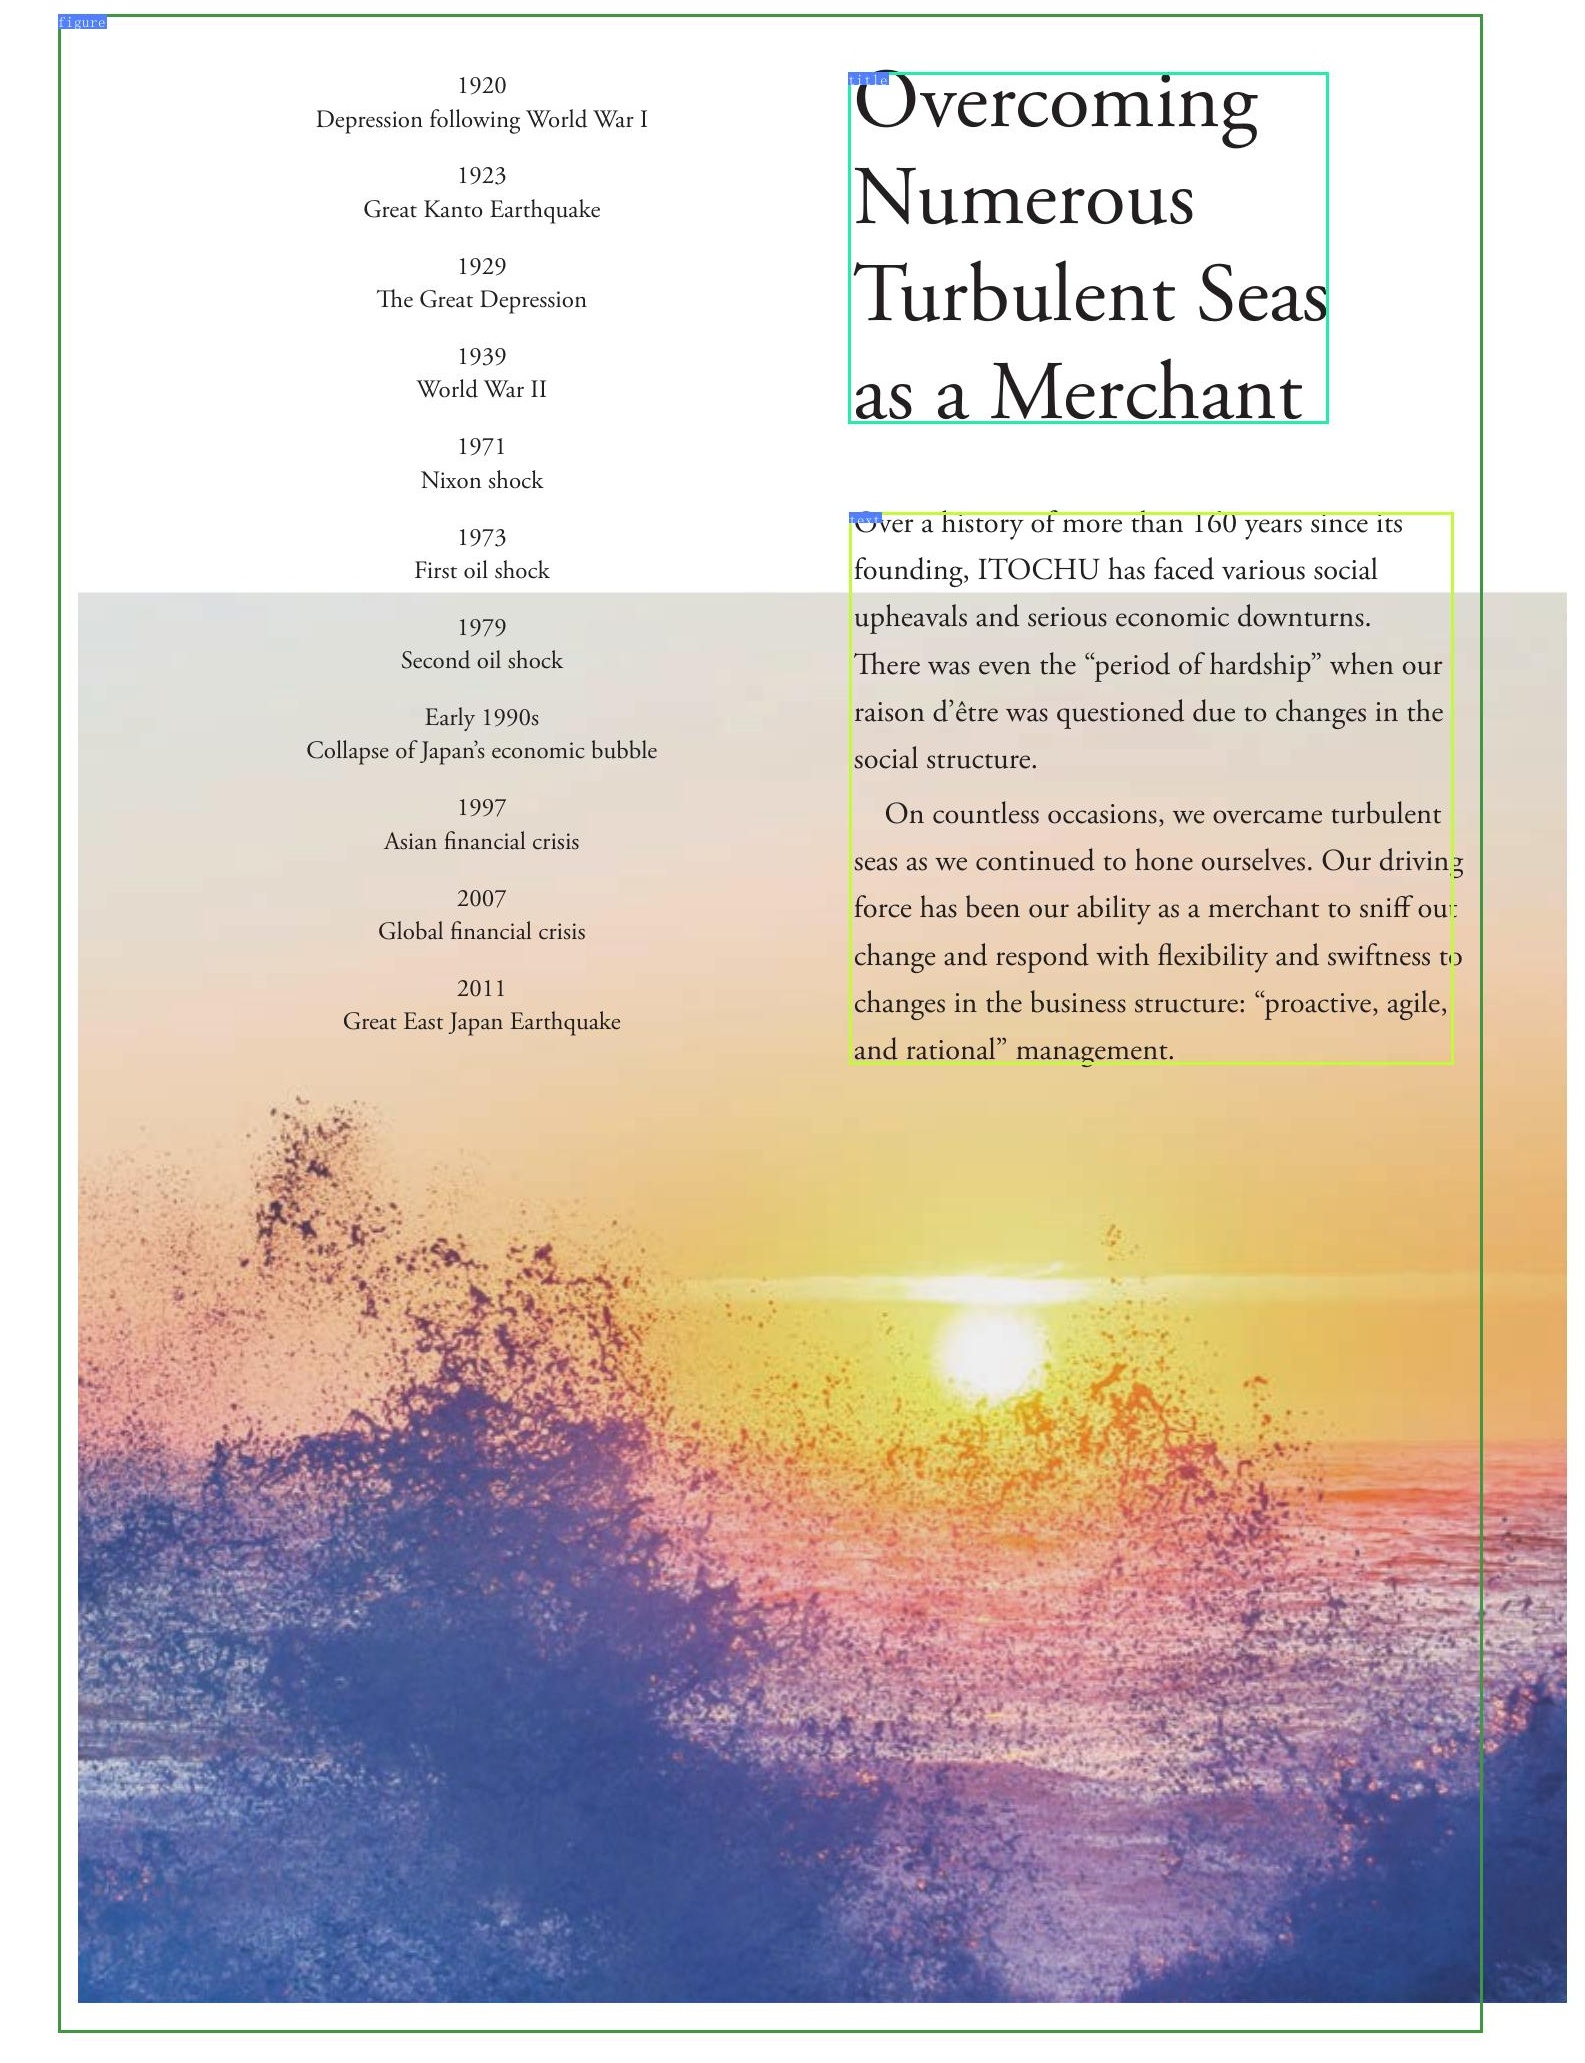 figure
1920
Depression following World War I
1923
Great Kanto Earthquake
1929
The Great Depression
1939
World War II
1971
Nixon shock
1973
First oil shock
1979
Second oil shock
Early 1990s
Collapse of Japan’s economic bubble
1997
Asian financial crisis
2007
Global financial crisis
2011
Great East Japan Earthquake
title
Overcoming
Numerous
Turbulent Seas
as a Merchant
text
Over a history of more than 160 years since its
founding, ITOCHU has faced various social
upheavals and serious economic downturns.
There was even the “period of hardship” when our
raison d’être was questioned due to changes in the
social structure.
On countless occasions, we overcame turbulent
seas as we continued to hone ourselves. Our driving
force has been our ability as a merchant to sniff out
change and respond with flexibility and swiftness to
changes in the business structure: “proactive, agile,
and rational” management.